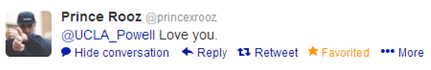 Prince Rooz @princexrooz
@UCLA_Powell Love you.
Hide conversation Reply Retweet Favorited More